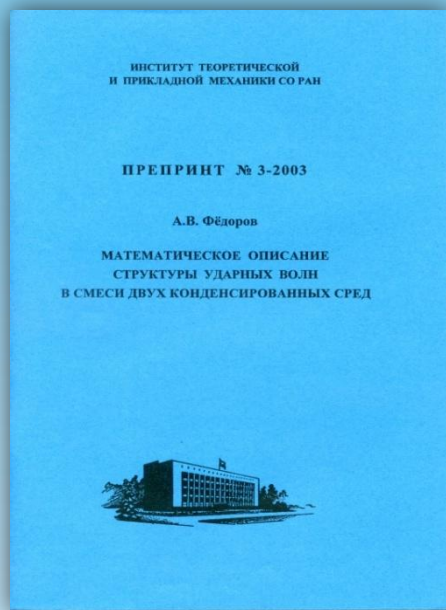 ИНСТИТУТ ТЕОРЕТИЧЕСКОЙ
И ПРИКЛАДНОЙ МЕХАНИКИ СО РАН
ПРЕПРИНТ № 3-2003
А.В. Фёдоров
МАТЕМАТИЧЕСКОЕ ОПИСАНИЕ
СТРУКТУРЫ УДАРНЫХ ВОЛН
В СМЕСИ ДВУХ КОНДЕНСИРОВАННЫХ СРЕД